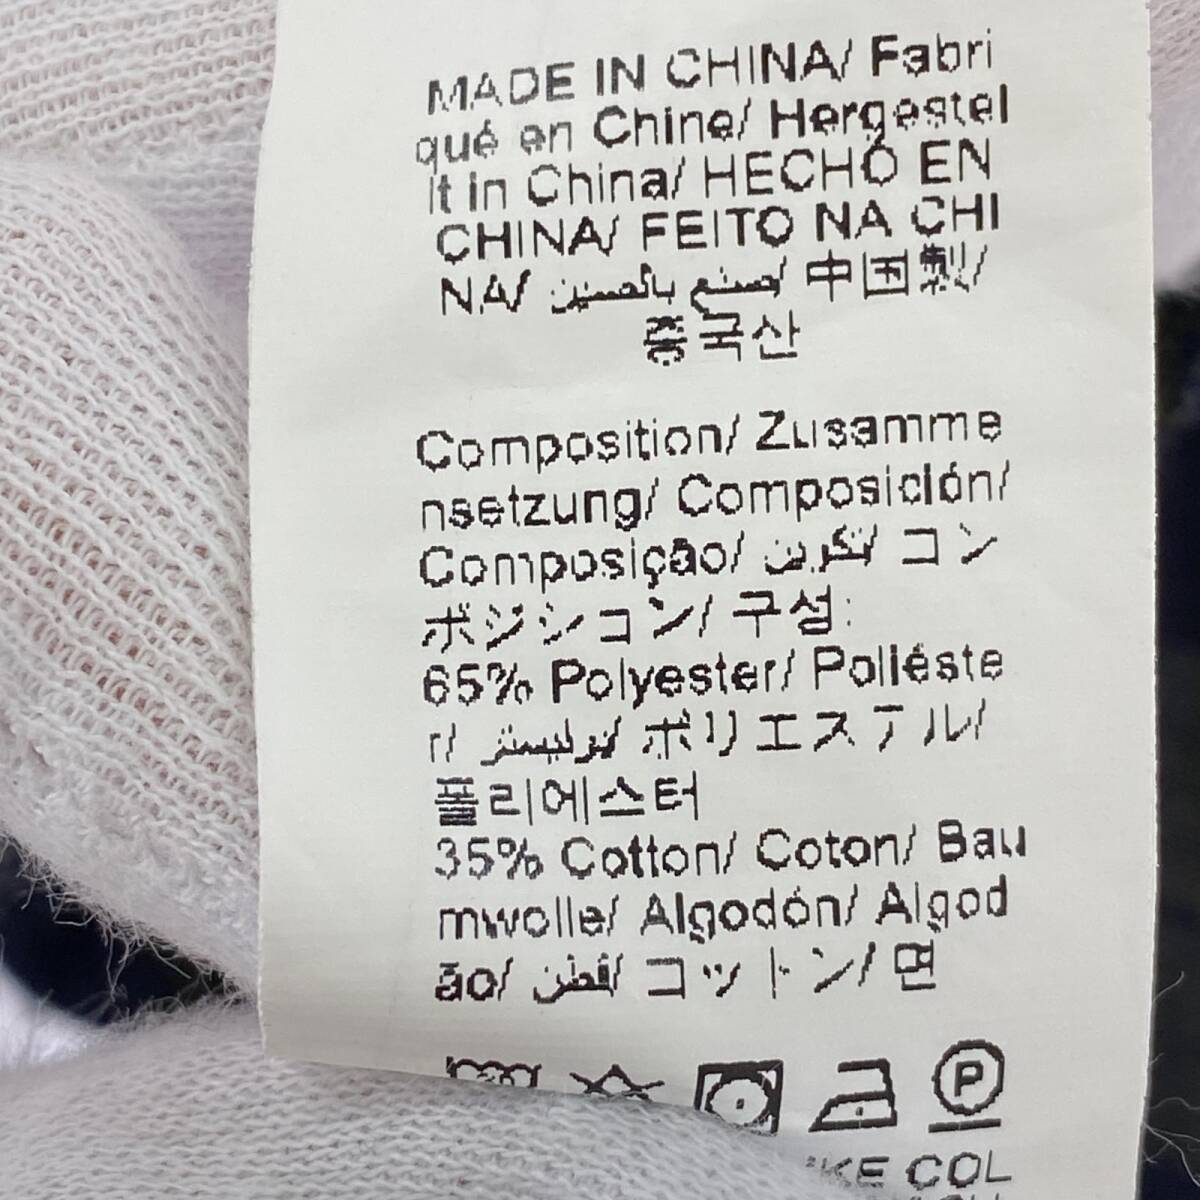 MADE IN CHINA/ Fabri
qué en Chine/ Hergestel
lt in China/ HECHO EN
CHINA/ FEITO NA CHI
NA/ صنع بالصين/ 中国製/
중국산
Composition/ Zusamme
nsetzung/ Composición/
Composição/ تكوين/ コン
ポジション/ 구성:
65% Polyester/ Poliéste
r/ بوليستر/ ポリエステル/
폴리에스터
35% Cotton/ Coton/ Bau
mwolle/ Algodón/ Algod
ão/ قطن/ コットン/ 면
P
COL